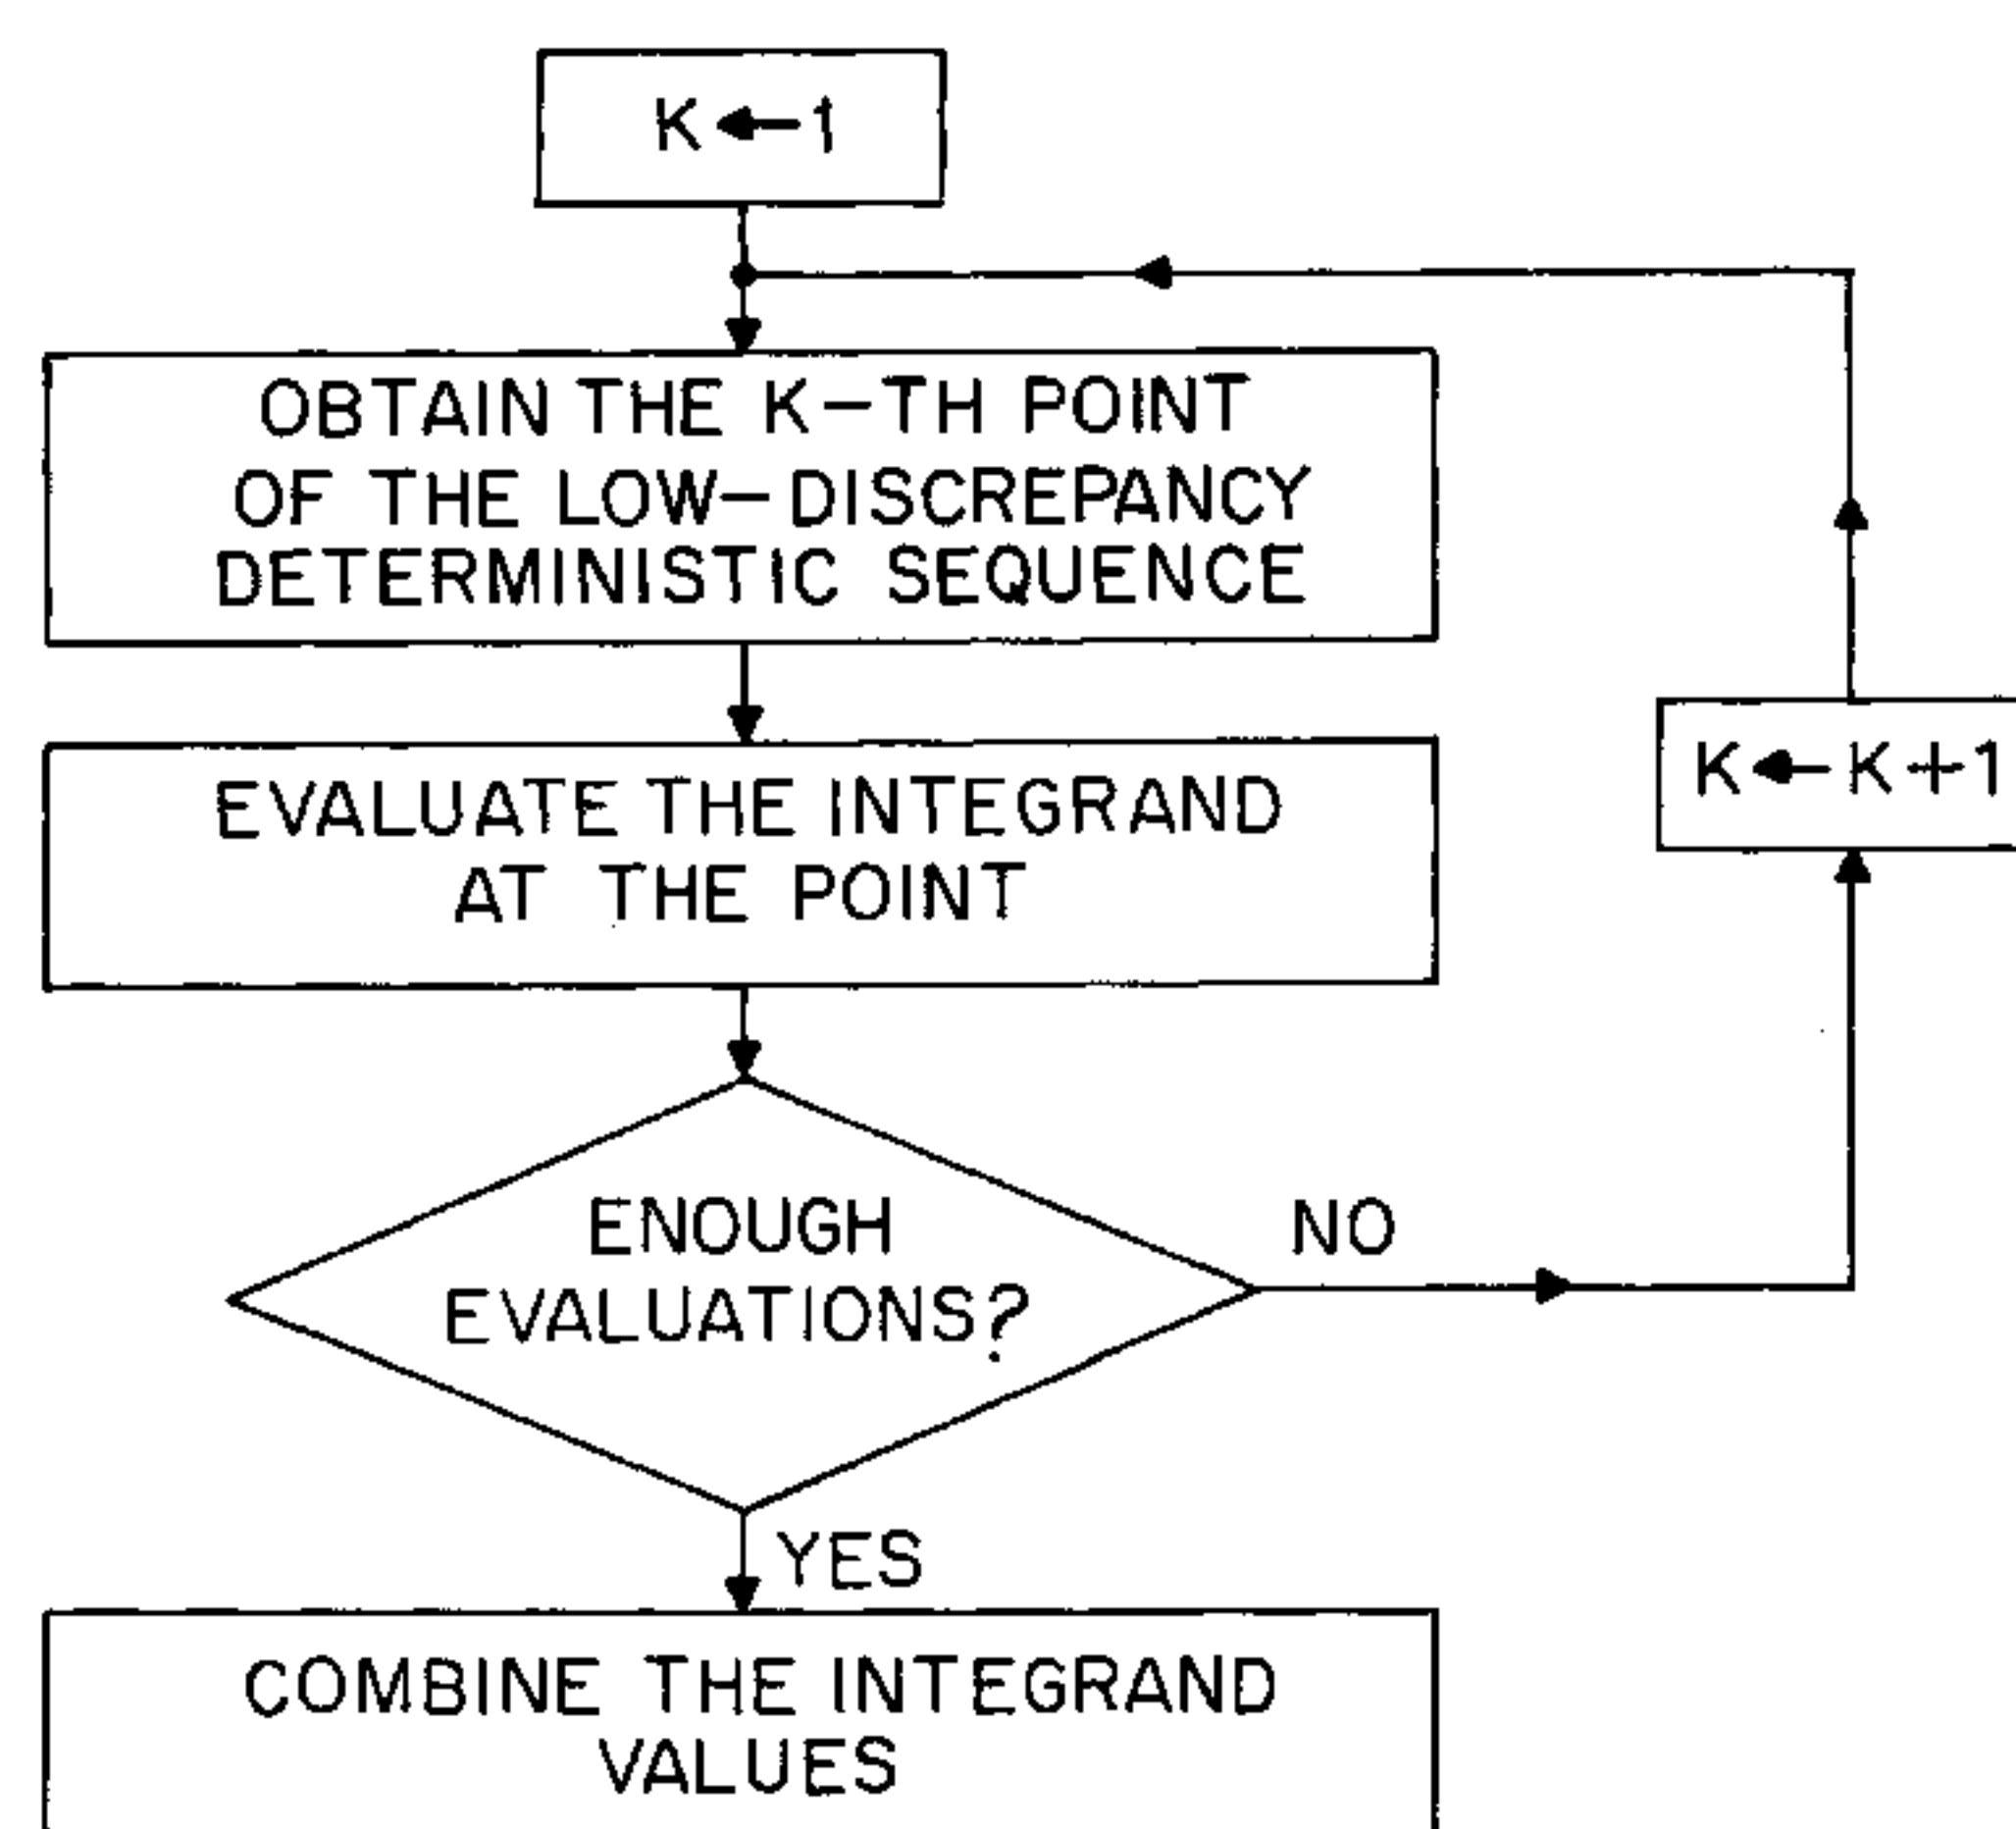 K←1
OBTAIN THE K-TH POINT
OF THE LOW-DISCREPANCY
DETERMINISTIC SEQUENCE
EVALUATE THE INTEGRAND
AT THE POINT
K←K+1
ENOUGH
EVALUATIONS?
NO
YES
COMBINE THE INTEGRAND
VALUES